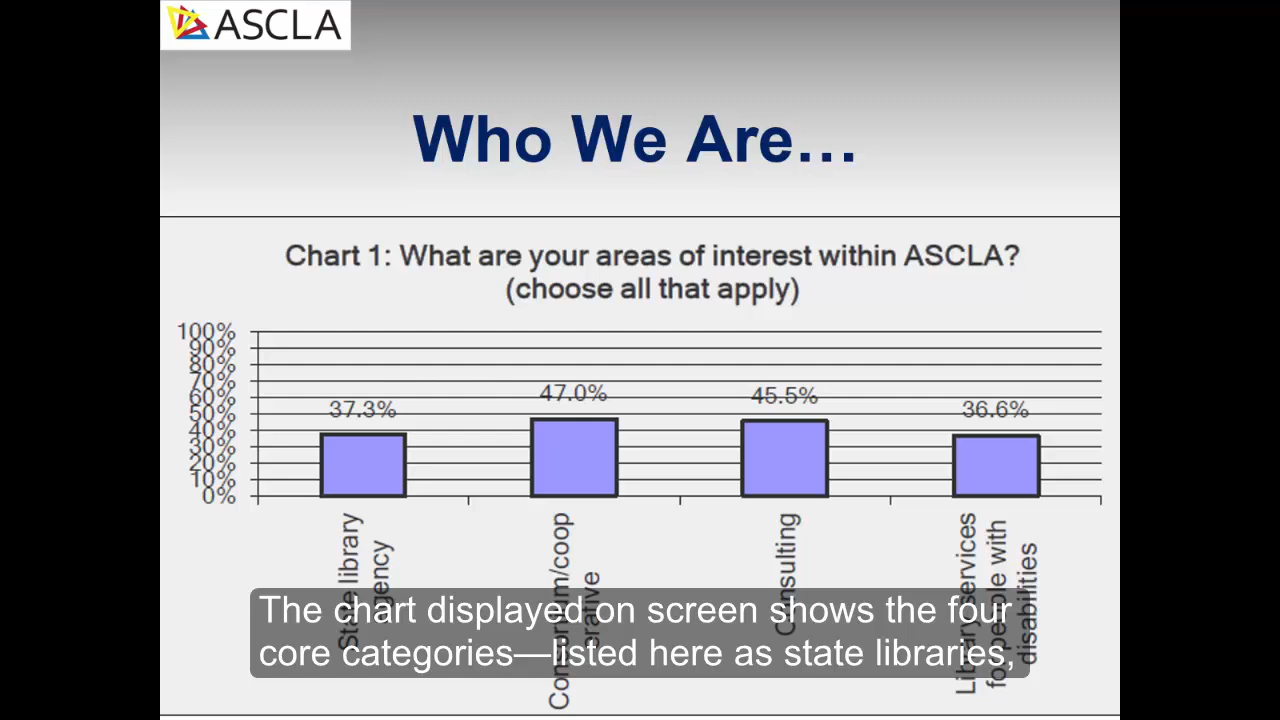 ASCLA
Who We Are…
Chart 1: What are your areas of interest within ASCLA?
(choose all that apply)
100%
90%
80%
70%
60%
50%
40%
30%
20%
10%
0%
37.3%
47.0%
45.5%
36.6%
State library
agency
Consortium/coop
erative
Consulting
Library services
for people with
disabilities
The chart displayed on screen shows the four
core categories—listed here as state libraries,